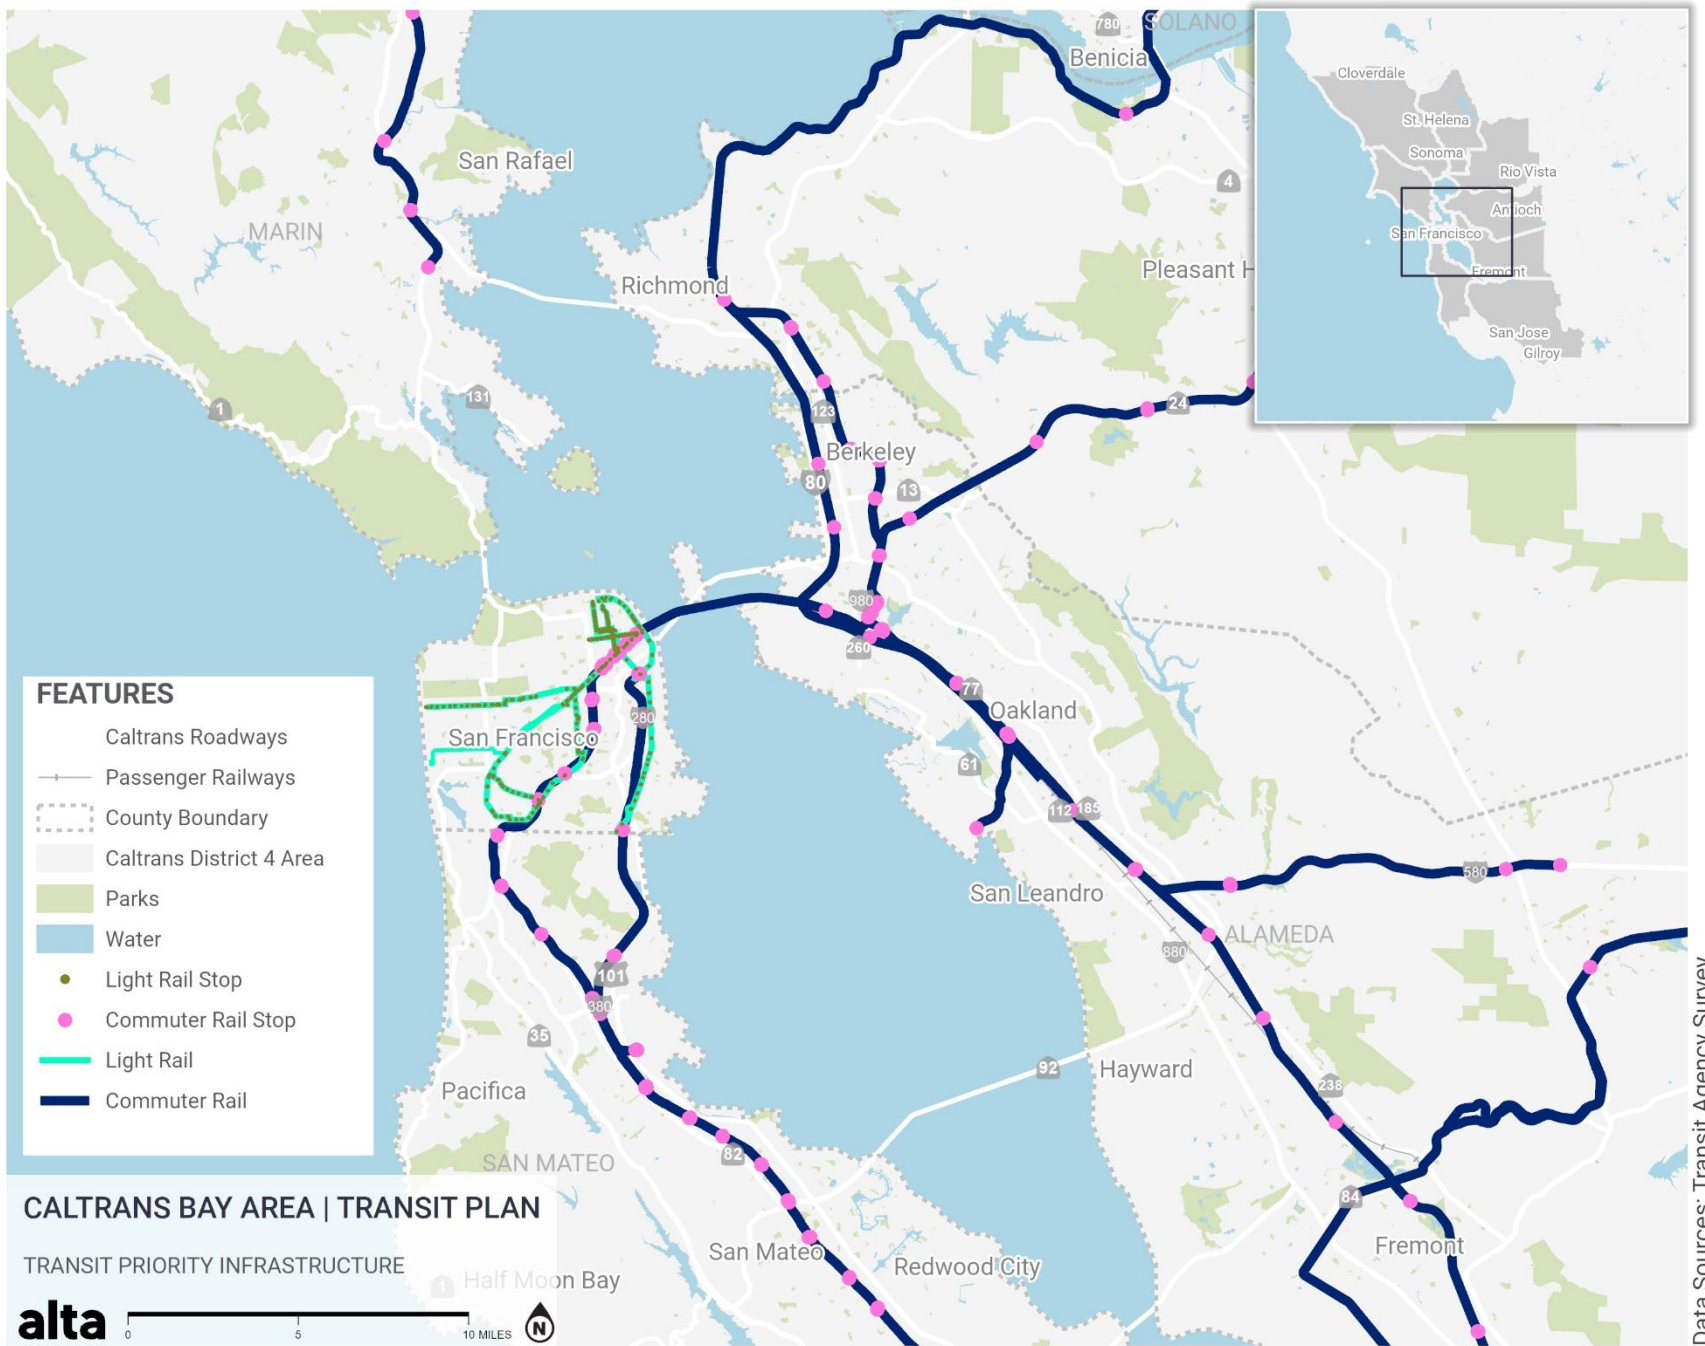 780
SOLANO
Benicia
Cloverdale
St. Helena
Sonoma
Rio Vista
Antioch
San Francisco
Fremont
San Jose
Gilroy
San Rafael
4
MARIN
Pleasant H
Richmond
131
1
123
24
Berkeley
80
13
980
260
77
Oakland
280
San Francisco
61
112
185
FEATURES
Caltrans Roadways
Passenger Railways
County Boundary
Caltrans District 4 Area
Parks
Water
Light Rail Stop
Commuter Rail Stop
Light Rail
Commuter Rail
580
San Leandro
ALAMEDA
880
101
380
35
92
Hayward
238
Pacifica
82
SAN MATEO
84
San Mateo
Redwood City
Fremont
1
Half Moon Bay
CALTRANS BAY AREA | TRANSIT PLAN
TRANSIT PRIORITY INFRASTRUCTURE
alta
0
5
10 MILES
N
Data Sources: Transit Agency Survey